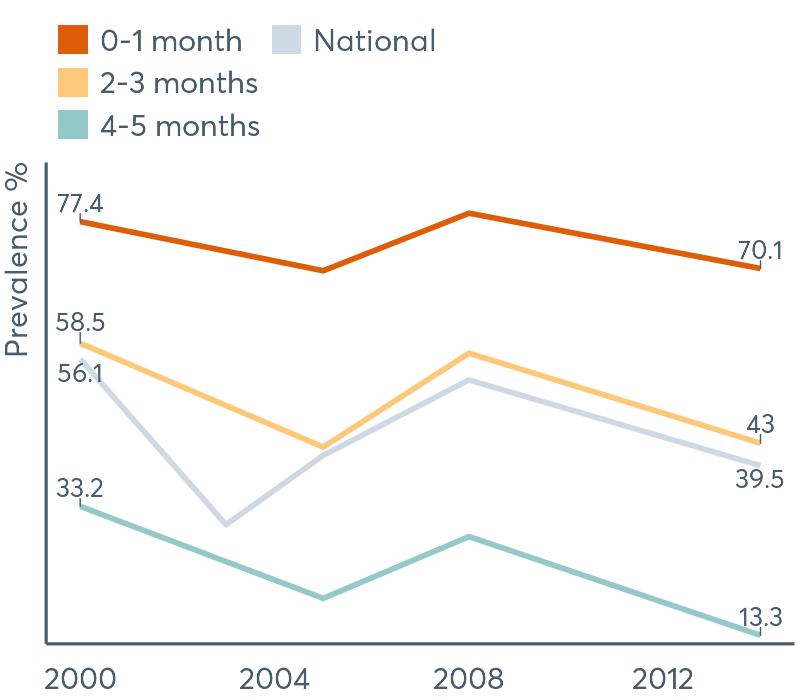 0-1 month National
2-3 months
4-5 months
Prevalence %
77.4
70.1
58.5
56.1
43
39.5
33.2
13.3
2000 2004 2008 2012